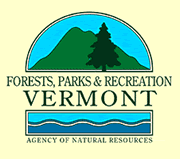 FORESTS, PARKS & RECREATION
VERMONT
AGENCY OF NATURAL RESOURCES